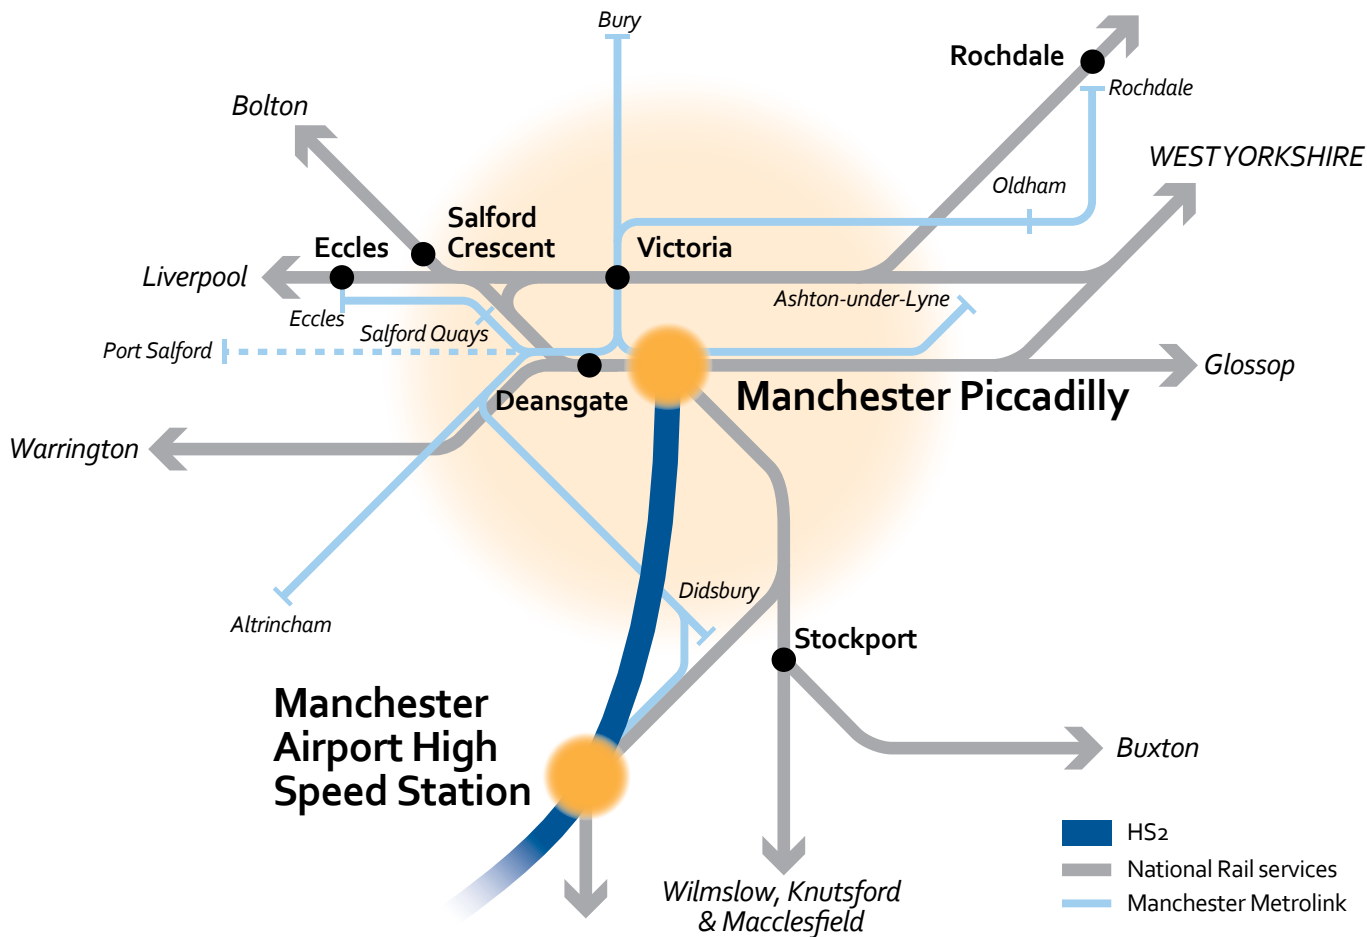 Bury
Rochdale
Rochdale
Bolton
WEST YORKSHIRE
Oldham
Salford
Crescent
Eccles
Victoria
Liverpool
Ashton-under-Lyne
Eccles
Salford Quays
Port Salford
Glossop
Deansgate
Manchester Piccadilly
Warrington
Didsbury
Altrincham
Stockport
Manchester
Airport High
Speed Station
Buxton
HS2
National Rail services
Manchester Metrolink
Wilmslow, Knutsford
& Macclesfield